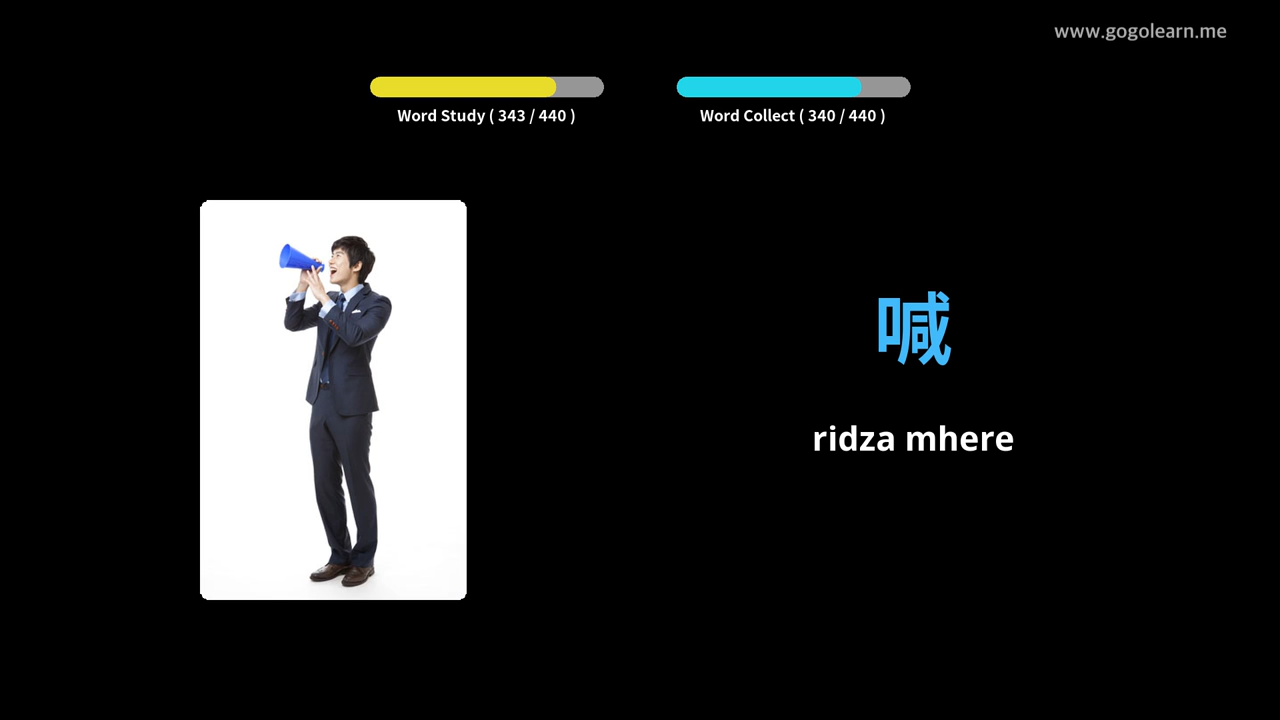 www.gogolearn.me
Word Study ( 343 / 440 )
Word Collect ( 340 / 440 )
喊
ridza mhere